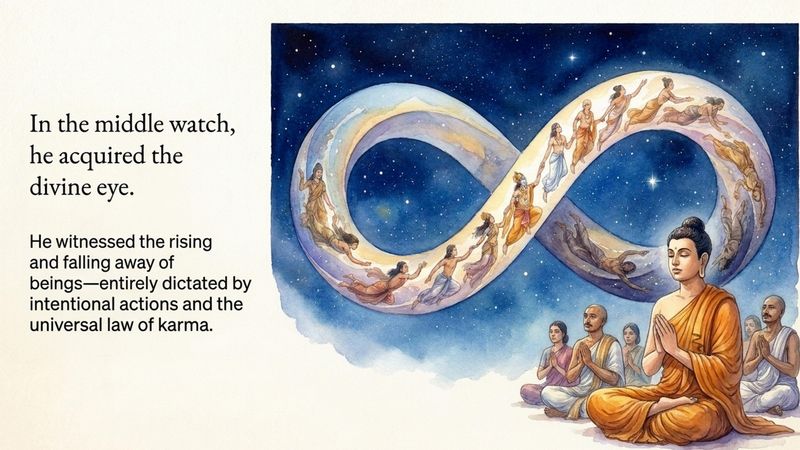 In the middle watch,
he acquired the
divine eye.
He witnessed the rising
and falling away of
beings—entirely dictated by
intentional actions and the
universal law of karma.